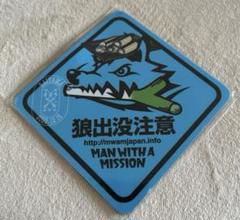 狼出没注意
http://mwamjapan.info
MAN WITH A
MISSION